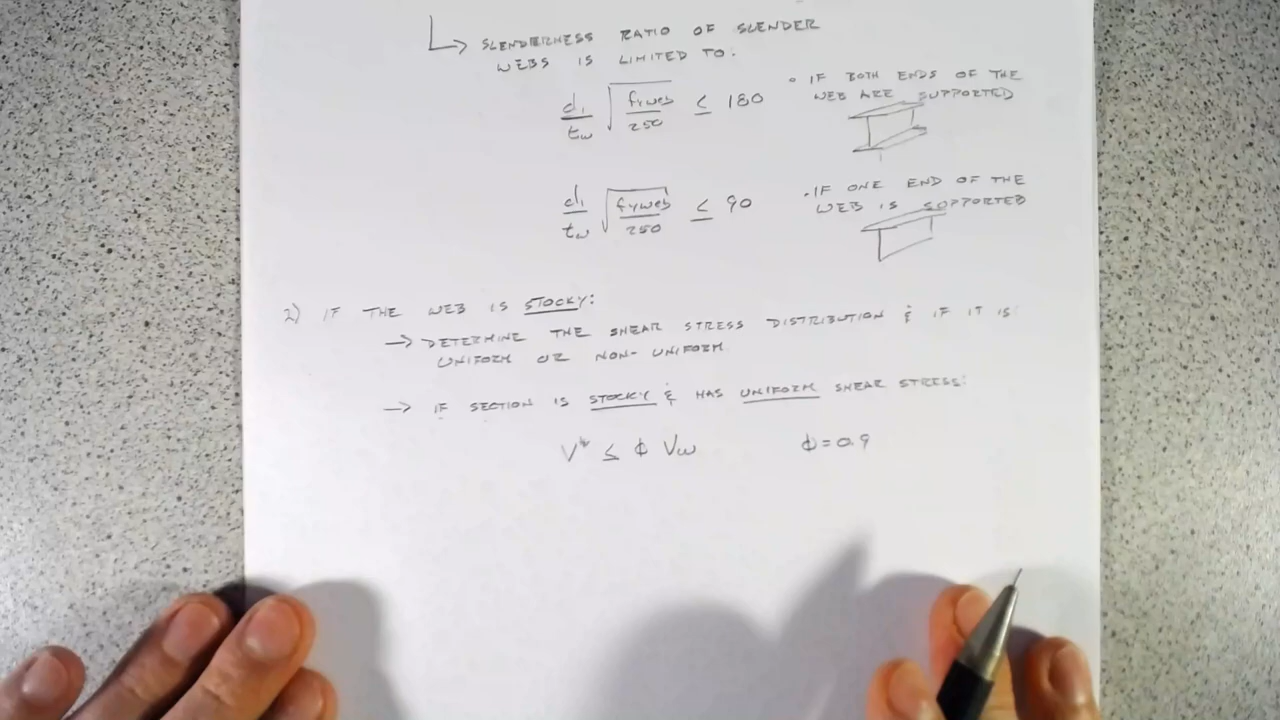 ↳ SLENDERNESS RATIO OF SLENDER
WEBS IS LIMITED TO:
d₁/tw √(fyweb/250) ≤ 180
• IF BOTH ENDS OF THE
WEB ARE SUPPORTED
d₁/tw √(fyweb/250) ≤ 90
• IF ONE END OF THE
WEB IS SUPPORTED
2) IF THE WEB IS STOCKY:
→ DETERMINE THE SHEAR STRESS DISTRIBUTION & IF IT IS
UNIFORM OR NON-UNIFORM
→ IF SECTION IS STOCKY & HAS UNIFORM SHEAR STRESS:
V* ≤ ϕ Vw ϕ = 0.9